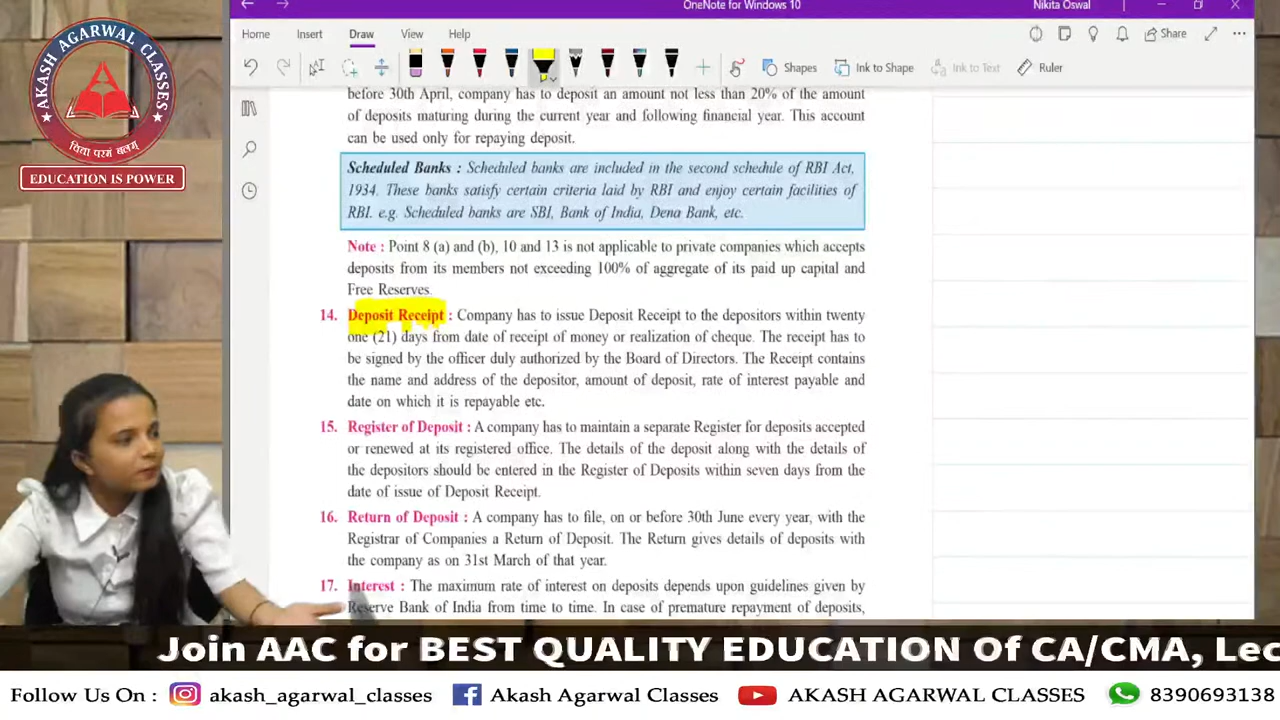 OneNote for Windows 10
Nikita Oswal
Home Insert Draw View Help
Share
Shapes Ink to Shape Ink to Text Ruler
AKASH AGARWAL CLASSES
विद्या परमं बलम्
EDUCATION IS POWER
before 30th April, company has to deposit an amount not less than 20% of the amount
of deposits maturing during the current year and following financial year. This account
can be used only for repaying deposit.
Scheduled Banks : Scheduled banks are included in the second schedule of RBI Act,
1934. These banks satisfy certain criteria laid by RBI and enjoy certain facilities of
RBI. e.g. Scheduled banks are SBI, Bank of India, Dena Bank, etc.
Note : Point 8 (a) and (b), 10 and 13 is not applicable to private companies which accepts
deposits from its members not exceeding 100% of aggregate of its paid up capital and
Free Reserves.
14. Deposit Receipt : Company has to issue Deposit Receipt to the depositors within twenty
one (21) days from date of receipt of money or realization of cheque. The receipt has to
be signed by the officer duly authorized by the Board of Directors. The Receipt contains
the name and address of the depositor, amount of deposit, rate of interest payable and
date on which it is repayable etc.
15. Register of Deposit : A company has to maintain a separate Register for deposits accepted
or renewed at its registered office. The details of the deposit along with the details of
the depositors should be entered in the Register of Deposits within seven days from the
date of issue of Deposit Receipt.
16. Return of Deposit : A company has to file, on or before 30th June every year, with the
Registrar of Companies a Return of Deposit. The Return gives details of deposits with
the company as on 31st March of that year.
17. Interest : The maximum rate of interest on deposits depends upon guidelines given by
Reserve Bank of India from time to time. In case of premature repayment of deposits,
Join AAC for BEST QUALITY EDUCATION Of CA/CMA, Lec
Follow Us On : akash_agarwal_classes Akash Agarwal Classes AKASH AGARWAL CLASSES 8390693138